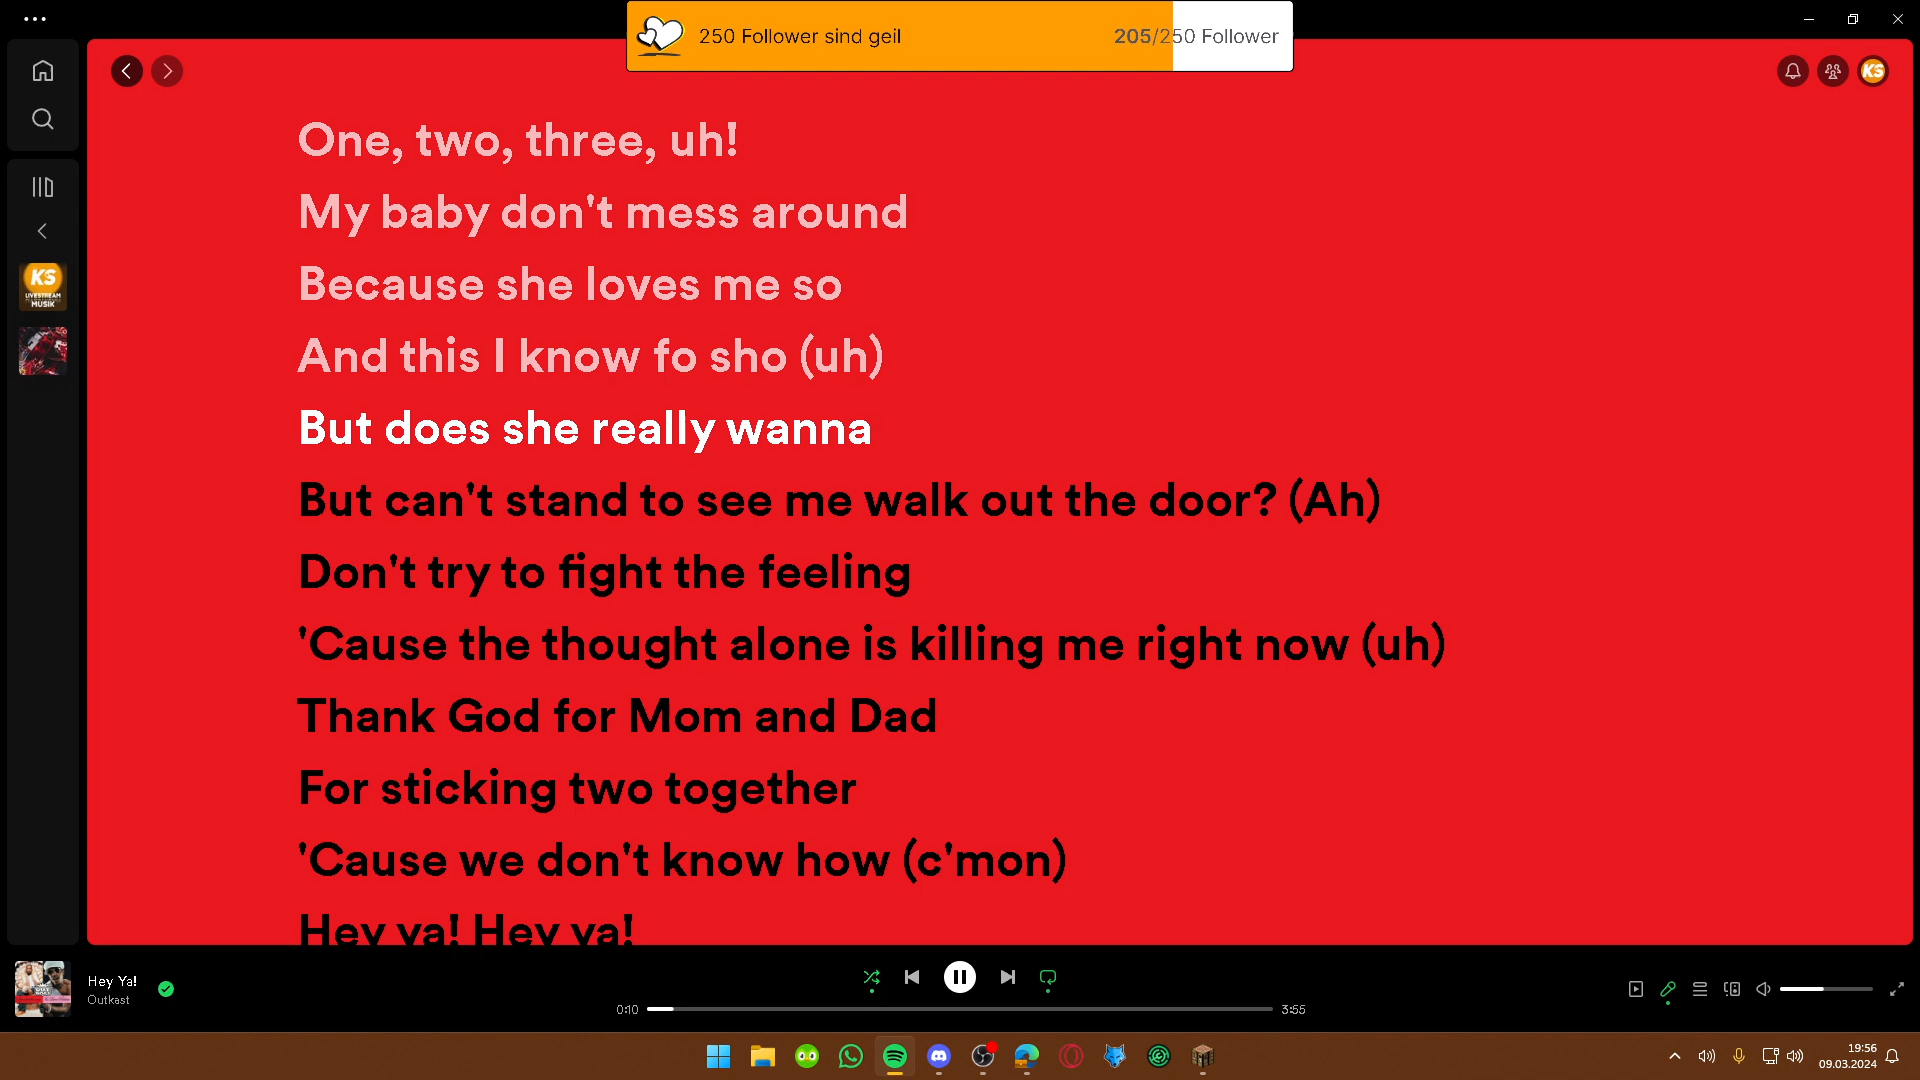 250 Follower sind geil
205/250 Follower
KS
KS
LIVESTREAM
MUSIK
One, two, three, uh!
My baby don't mess around
Because she loves me so
And this I know fo sho (uh)
But does she really wanna
But can't stand to see me walk out the door? (Ah)
Don't try to fight the feeling
'Cause the thought alone is killing me right now (uh)
Thank God for Mom and Dad
For sticking two together
'Cause we don't know how (c'mon)
Hey ya! Hey ya!
Hey Ya!
Outkast
0:10
3:55
19:56
09.03.2024